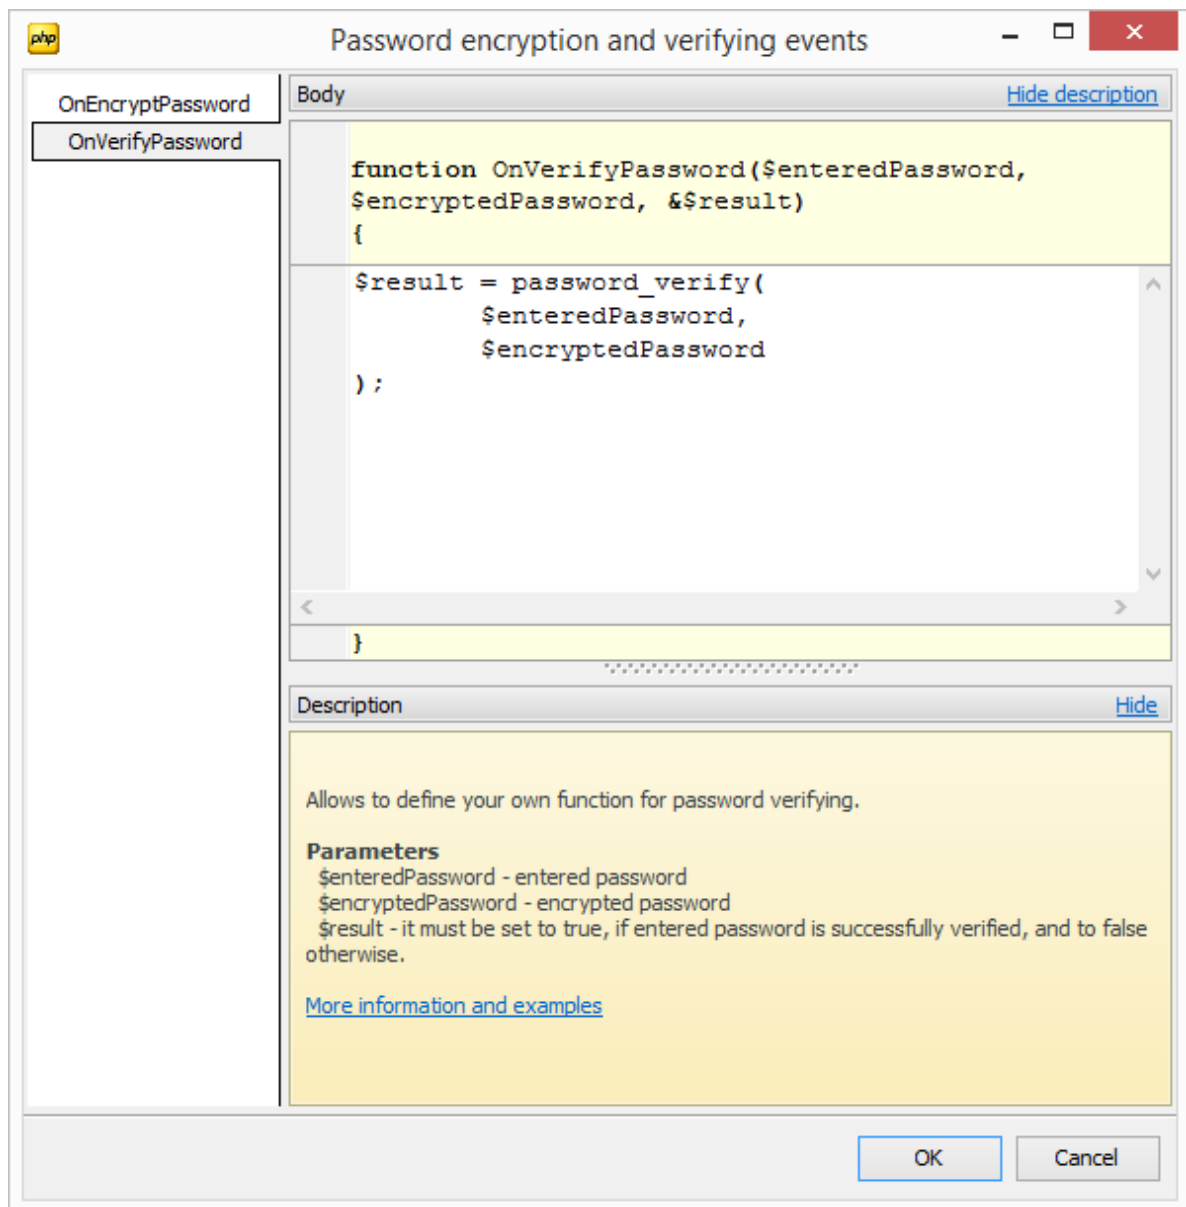 php
Password encryption and verifying events
OnEncryptPassword
OnVerifyPassword
Body
Hide description
function OnVerifyPassword($enteredPassword,
$encryptedPassword, &$result)
{
$result = password_verify(
$enteredPassword,
$encryptedPassword
);
}
Description
Hide
Allows to define your own function for password verifying.
Parameters
$enteredPassword - entered password
$encryptedPassword - encrypted password
$result - it must be set to true, if entered password is successfully verified, and to false
otherwise.
More information and examples
OK
Cancel